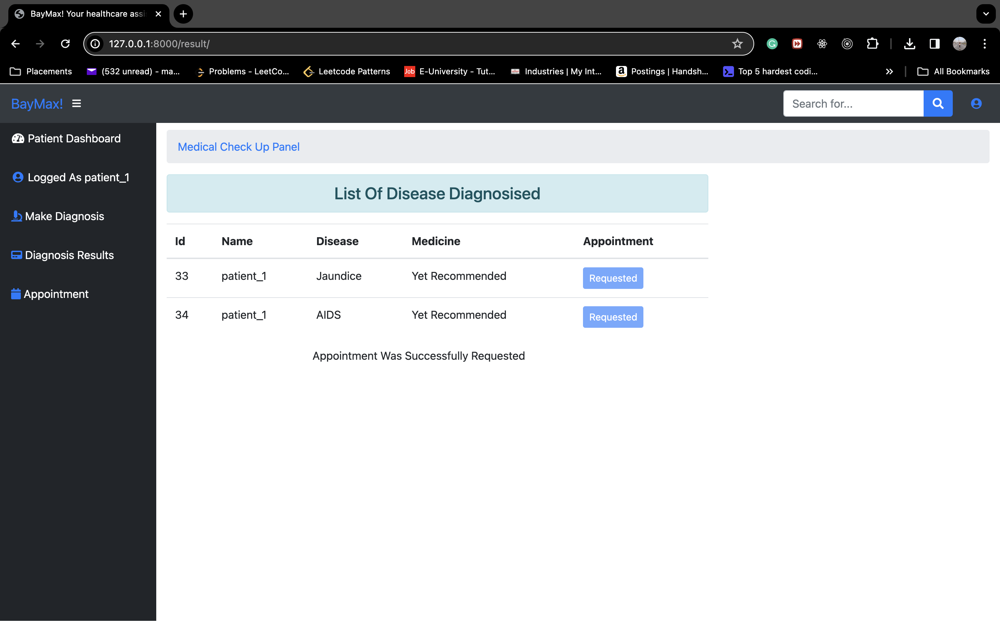 BayMax! Your healthcare assi
127.0.0.1:8000/result/
Placements (532 unread) - ma... Problems - LeetCo... Leetcode Patterns Job E-University - Tut... Industries | My Int... a Postings | Handsh... Top 5 hardest codi... All Bookmarks
BayMax! Search for...
Patient Dashboard
Logged As patient_1
Make Diagnosis
Diagnosis Results
Appointment
Medical Check Up Panel
List Of Disease Diagnosised
Id Name Disease Medicine Appointment
33 patient_1 Jaundice Yet Recommended Requested
34 patient_1 AIDS Yet Recommended Requested
Appointment Was Successfully Requested